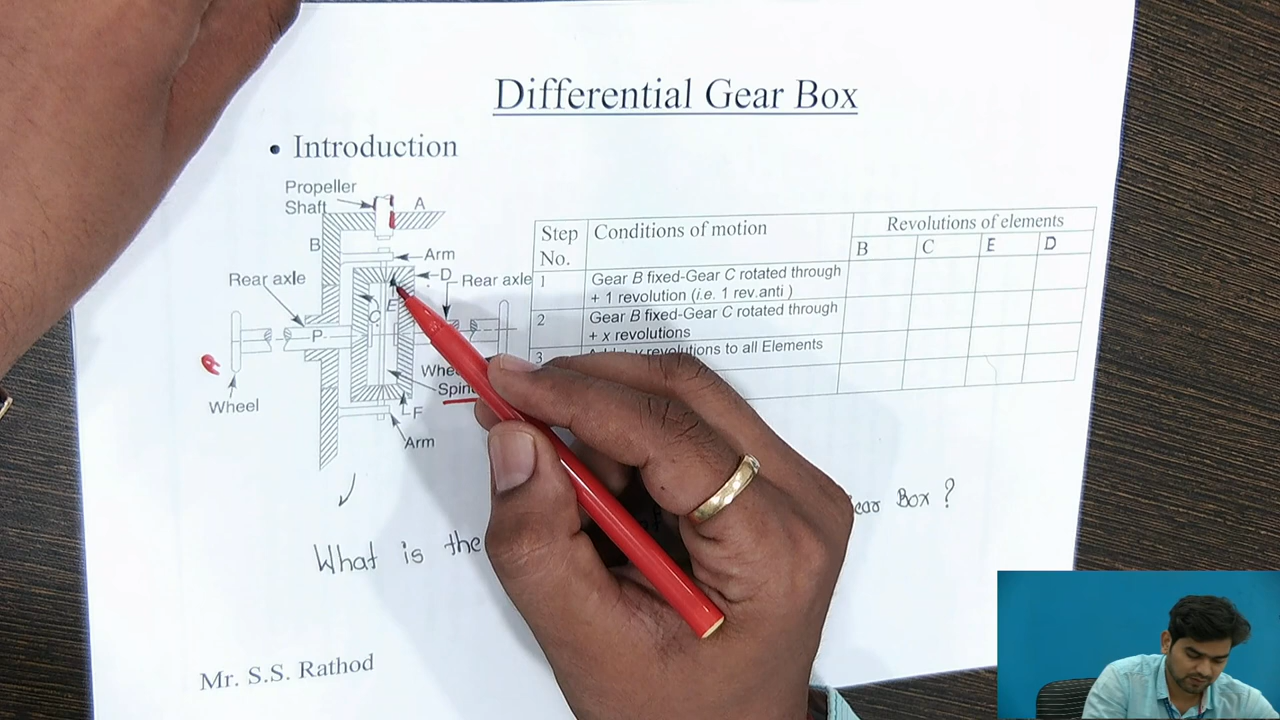 Differential Gear Box
• Introduction
Propeller
Shaft
A
B
Arm
D
Rear axle
Rear axle
E
C
P
Wheel
F
Arm
Step
No.
Conditions of motion
Revolutions of elements
B C E D
1 Gear B fixed-Gear C rotated through
+ 1 revolution (i.e. 1 rev.anti )
2 Gear B fixed-Gear C rotated through
+ x revolutions
3 revolutions to all Elements
What is the Box ?
Mr. S.S. Rathod